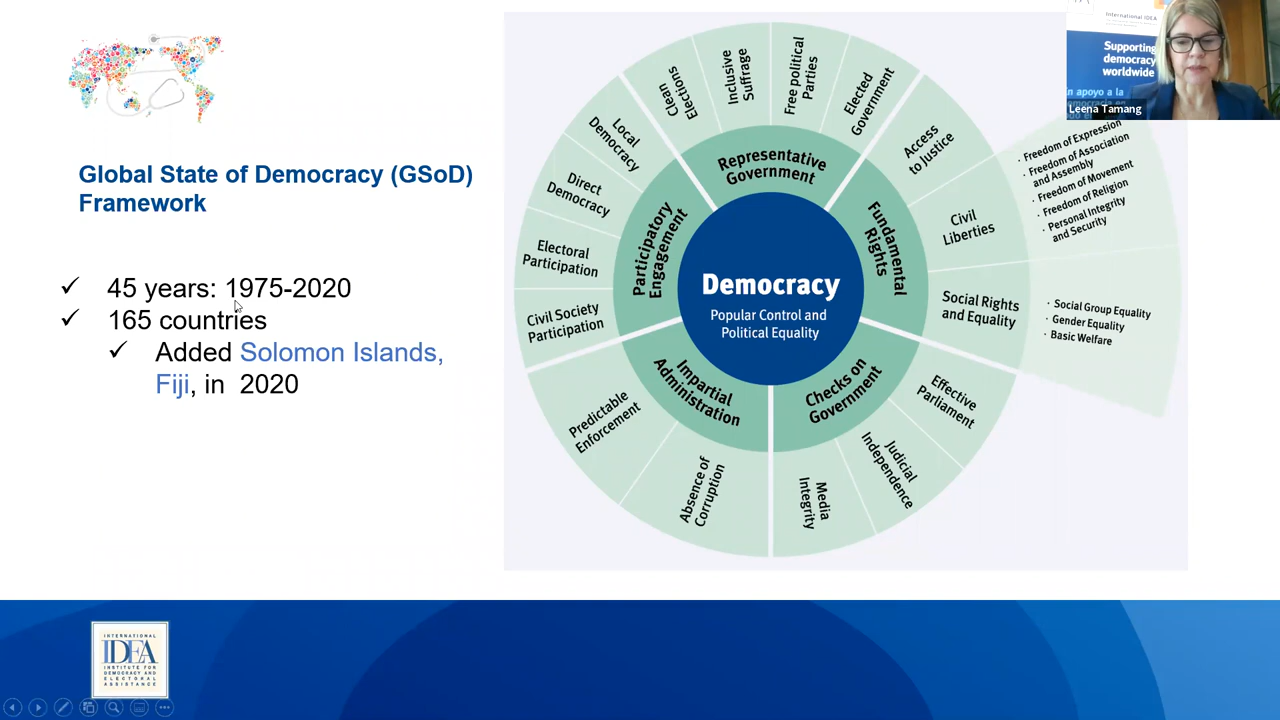 Global State of Democracy (GSoD)
Framework
✓ 45 years: 1975-2020
✓ 165 countries
✓ Added Solomon Islands,
Fiji, in 2020
Democracy
Popular Control and
Political Equality
Representative
Government
Clean
Elections
Inclusive
Suffrage
Free political
Parties
Elected
Government
Fundamental
Rights
Access
to Justice
Civil
Liberties
· Freedom of Expression
· Freedom of Association
and Assembly
· Freedom of Movement
· Freedom of Religion
· Personal Integrity
and Security
Social Rights
and Equality
· Social Group Equality
· Gender Equality
· Basic Welfare
Checks on
Government
Effective
Parliament
Judicial
Independence
Media
Integrity
Impartial
Administration
Absence of
Corruption
Predictable
Enforcement
Participatory
Engagement
Civil Society
Participation
Electoral
Participation
Direct
Democracy
Local
Democracy
International IDEA
Supporting
democracy
worldwide
n apoyo a la
Leena Tamang
INTERNATIONAL
IDEA
INSTITUTE FOR
DEMOCRACY AND
ELECTORAL
ASSISTANCE